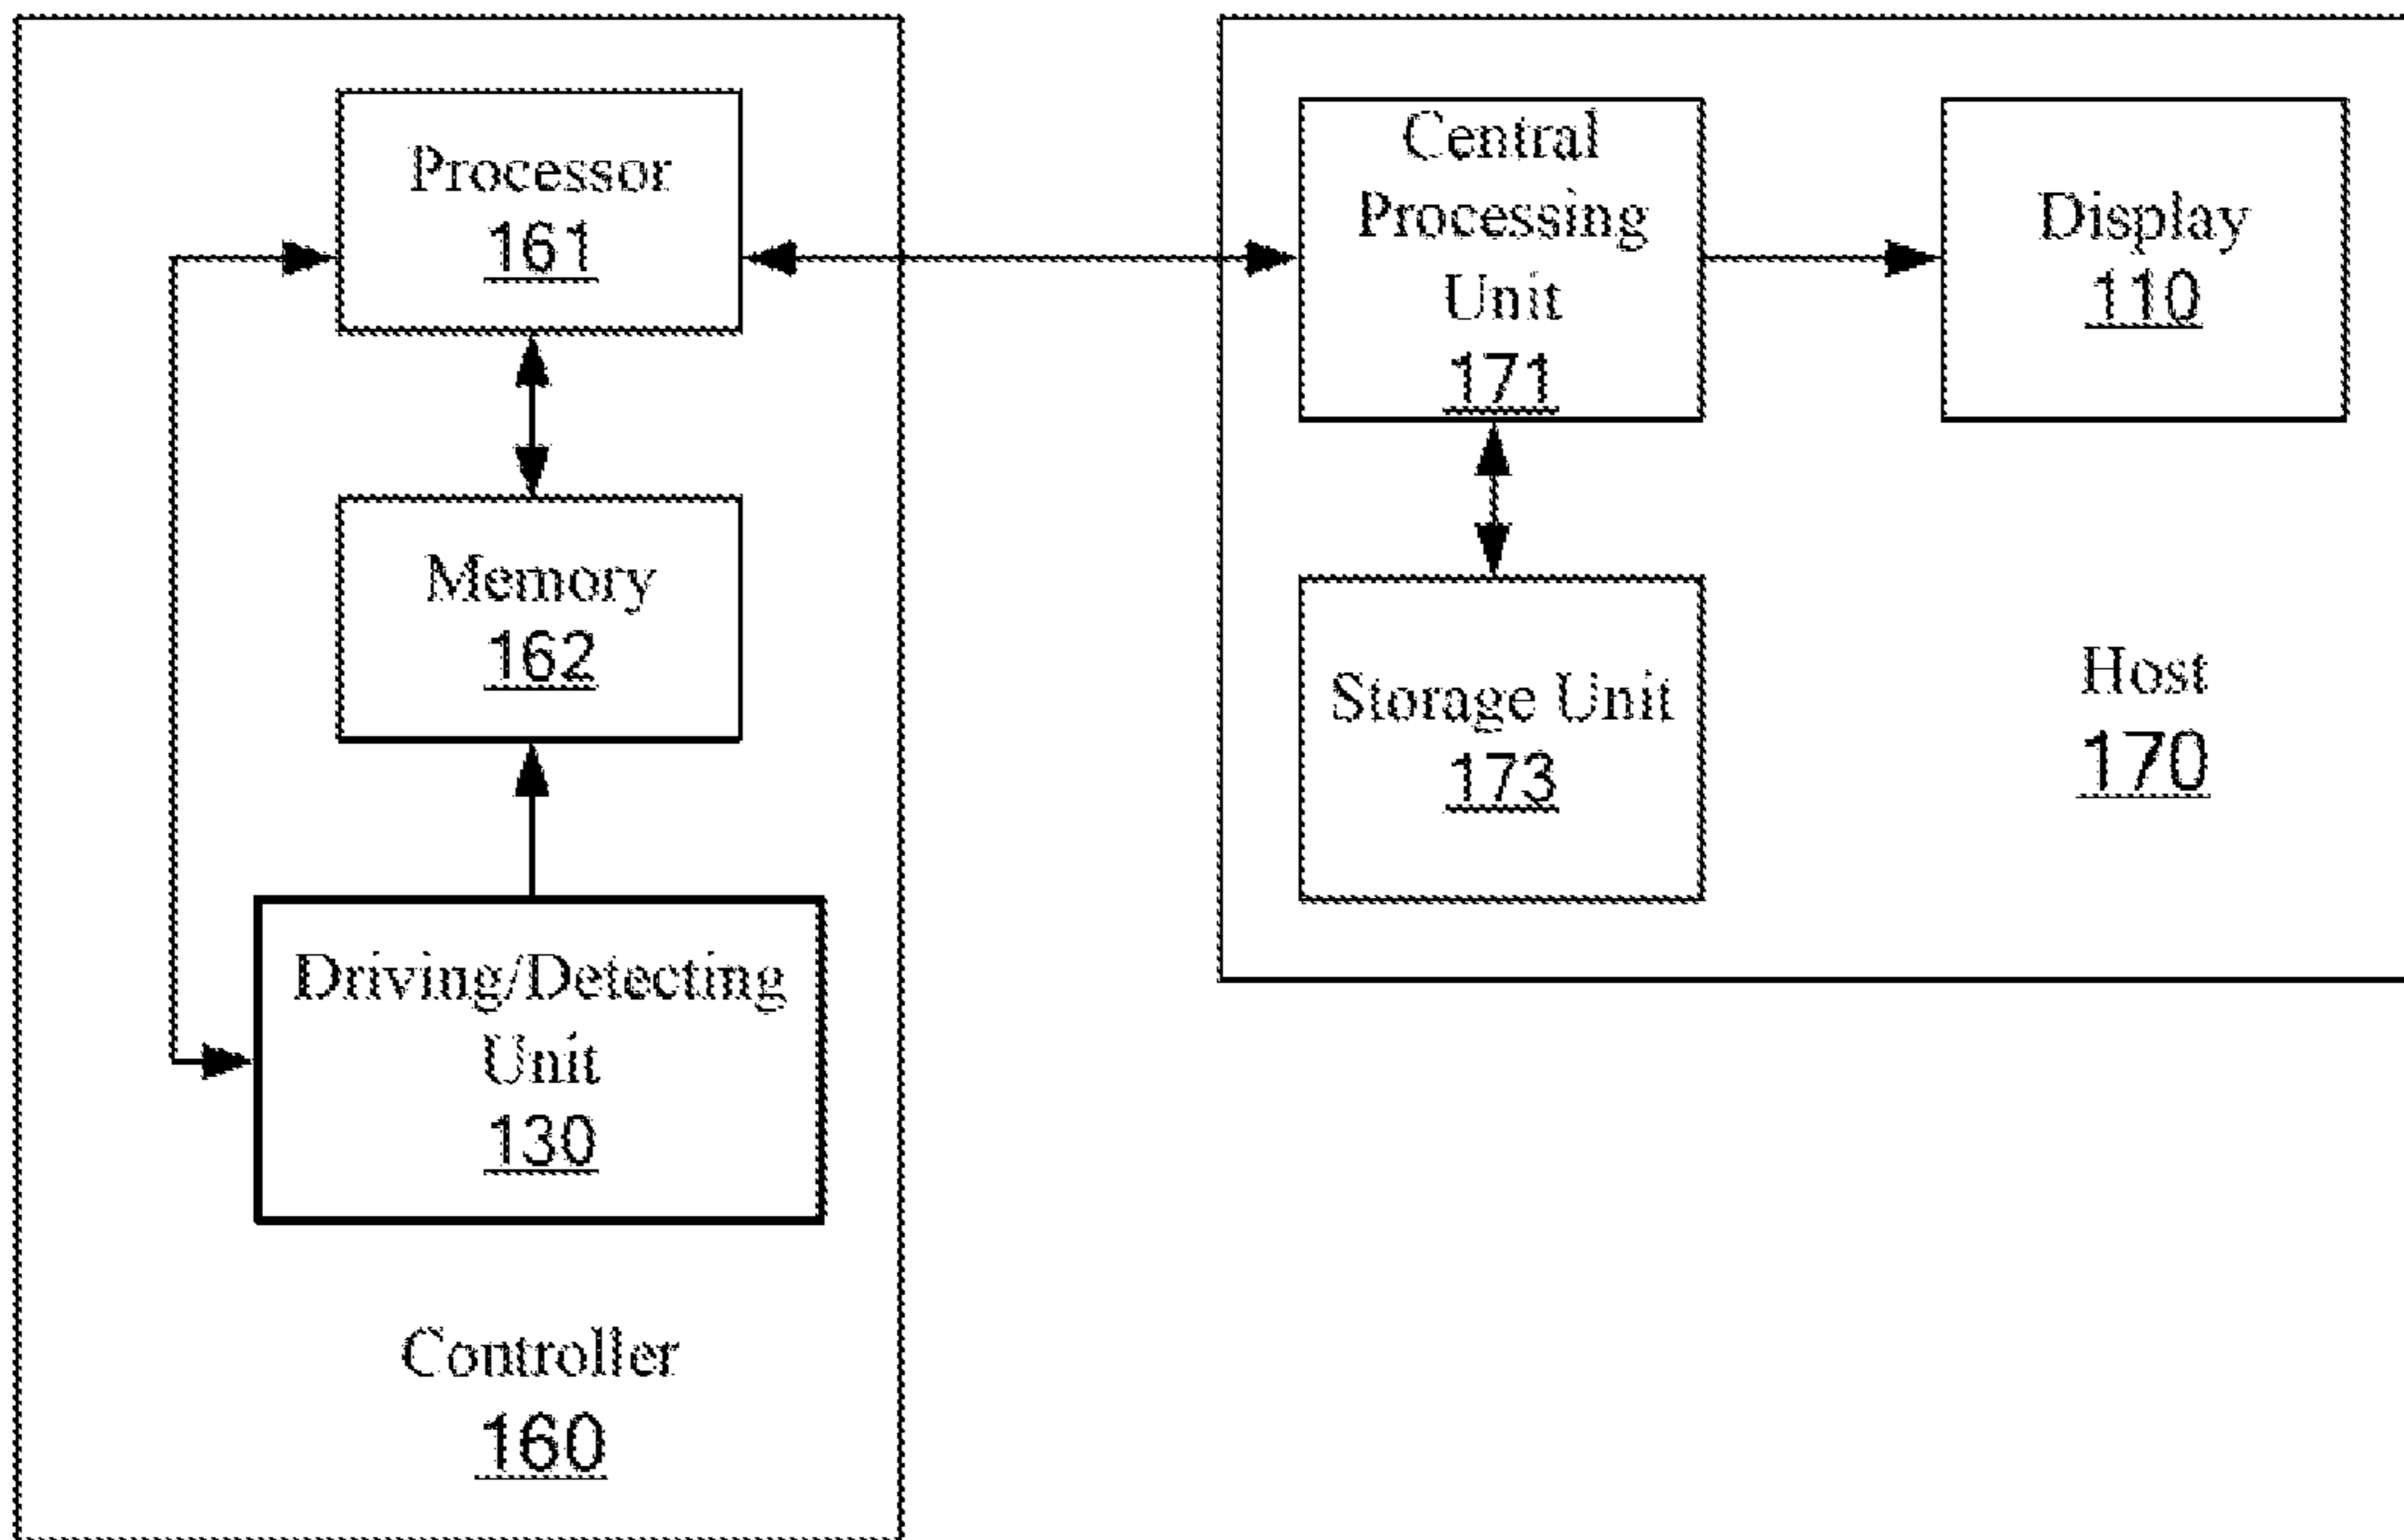 Processor
161
Memory
162
Driving/Detecting
Unit
130
Controller
160
Central
Processing
Unit
171
Display
110
Storage Unit
173
Host
170